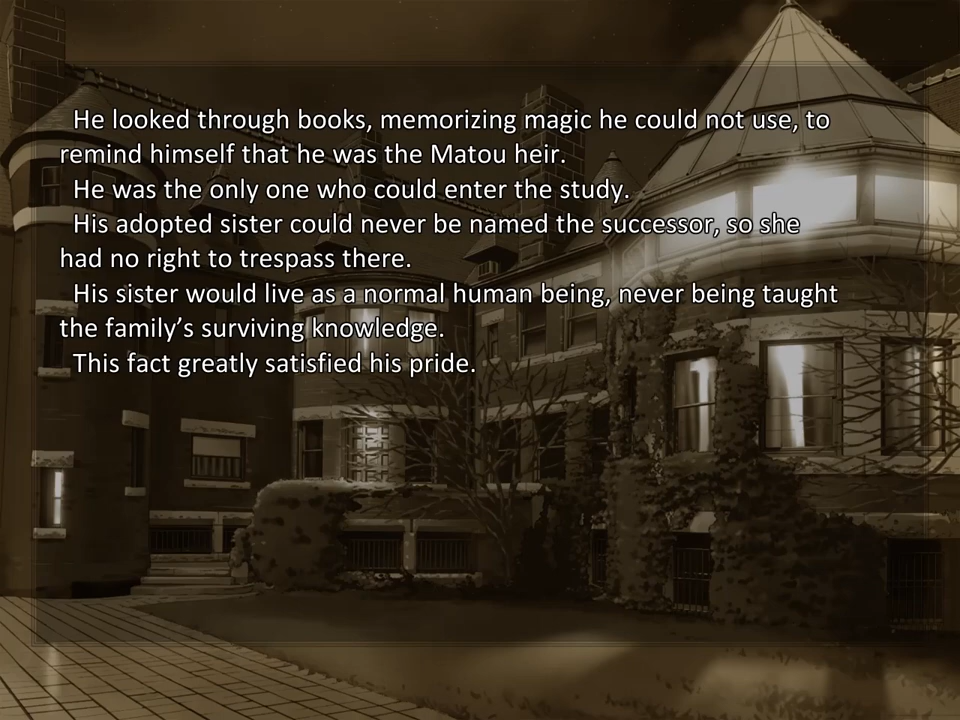 He looked through books, memorizing magic he could not use, to
remind himself that he was the Matou heir.
He was the only one who could enter the study.
His adopted sister could never be named the successor, so she
had no right to trespass there.
His sister would live as a normal human being, never being taught
the family’s surviving knowledge.
This fact greatly satisfied his pride.